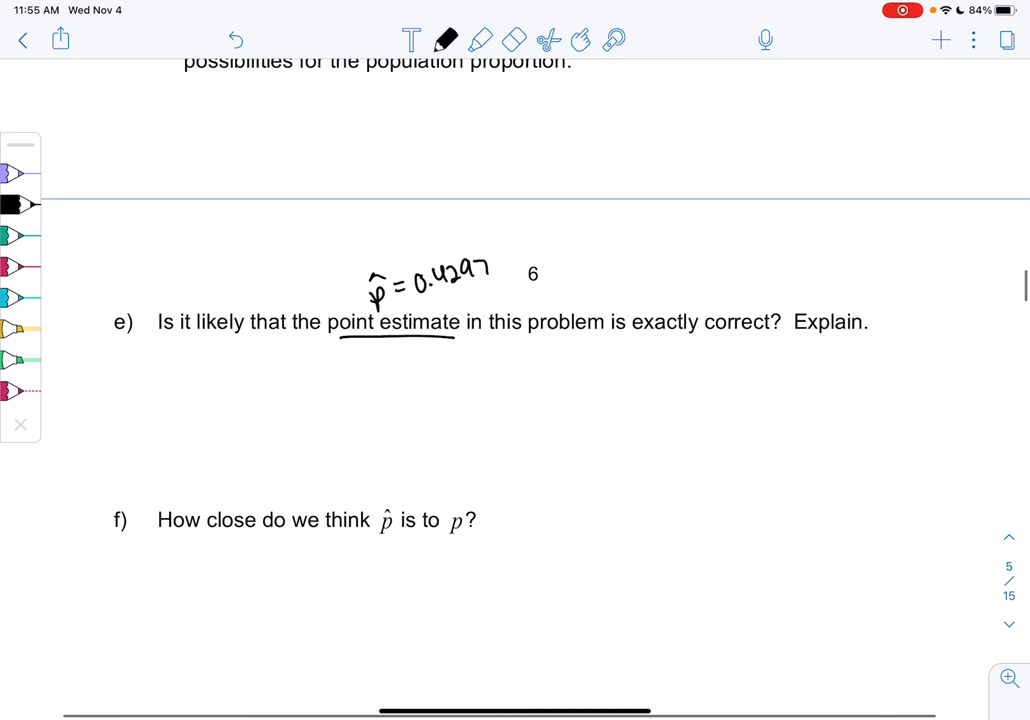 11:55 AM Wed Nov 4
84%
possibilities for the population proportion.
p̂ = 0.4297
6
e) Is it likely that the point estimate in this problem is exactly correct? Explain.
f) How close do we think p̂ is to p?
5
/
15